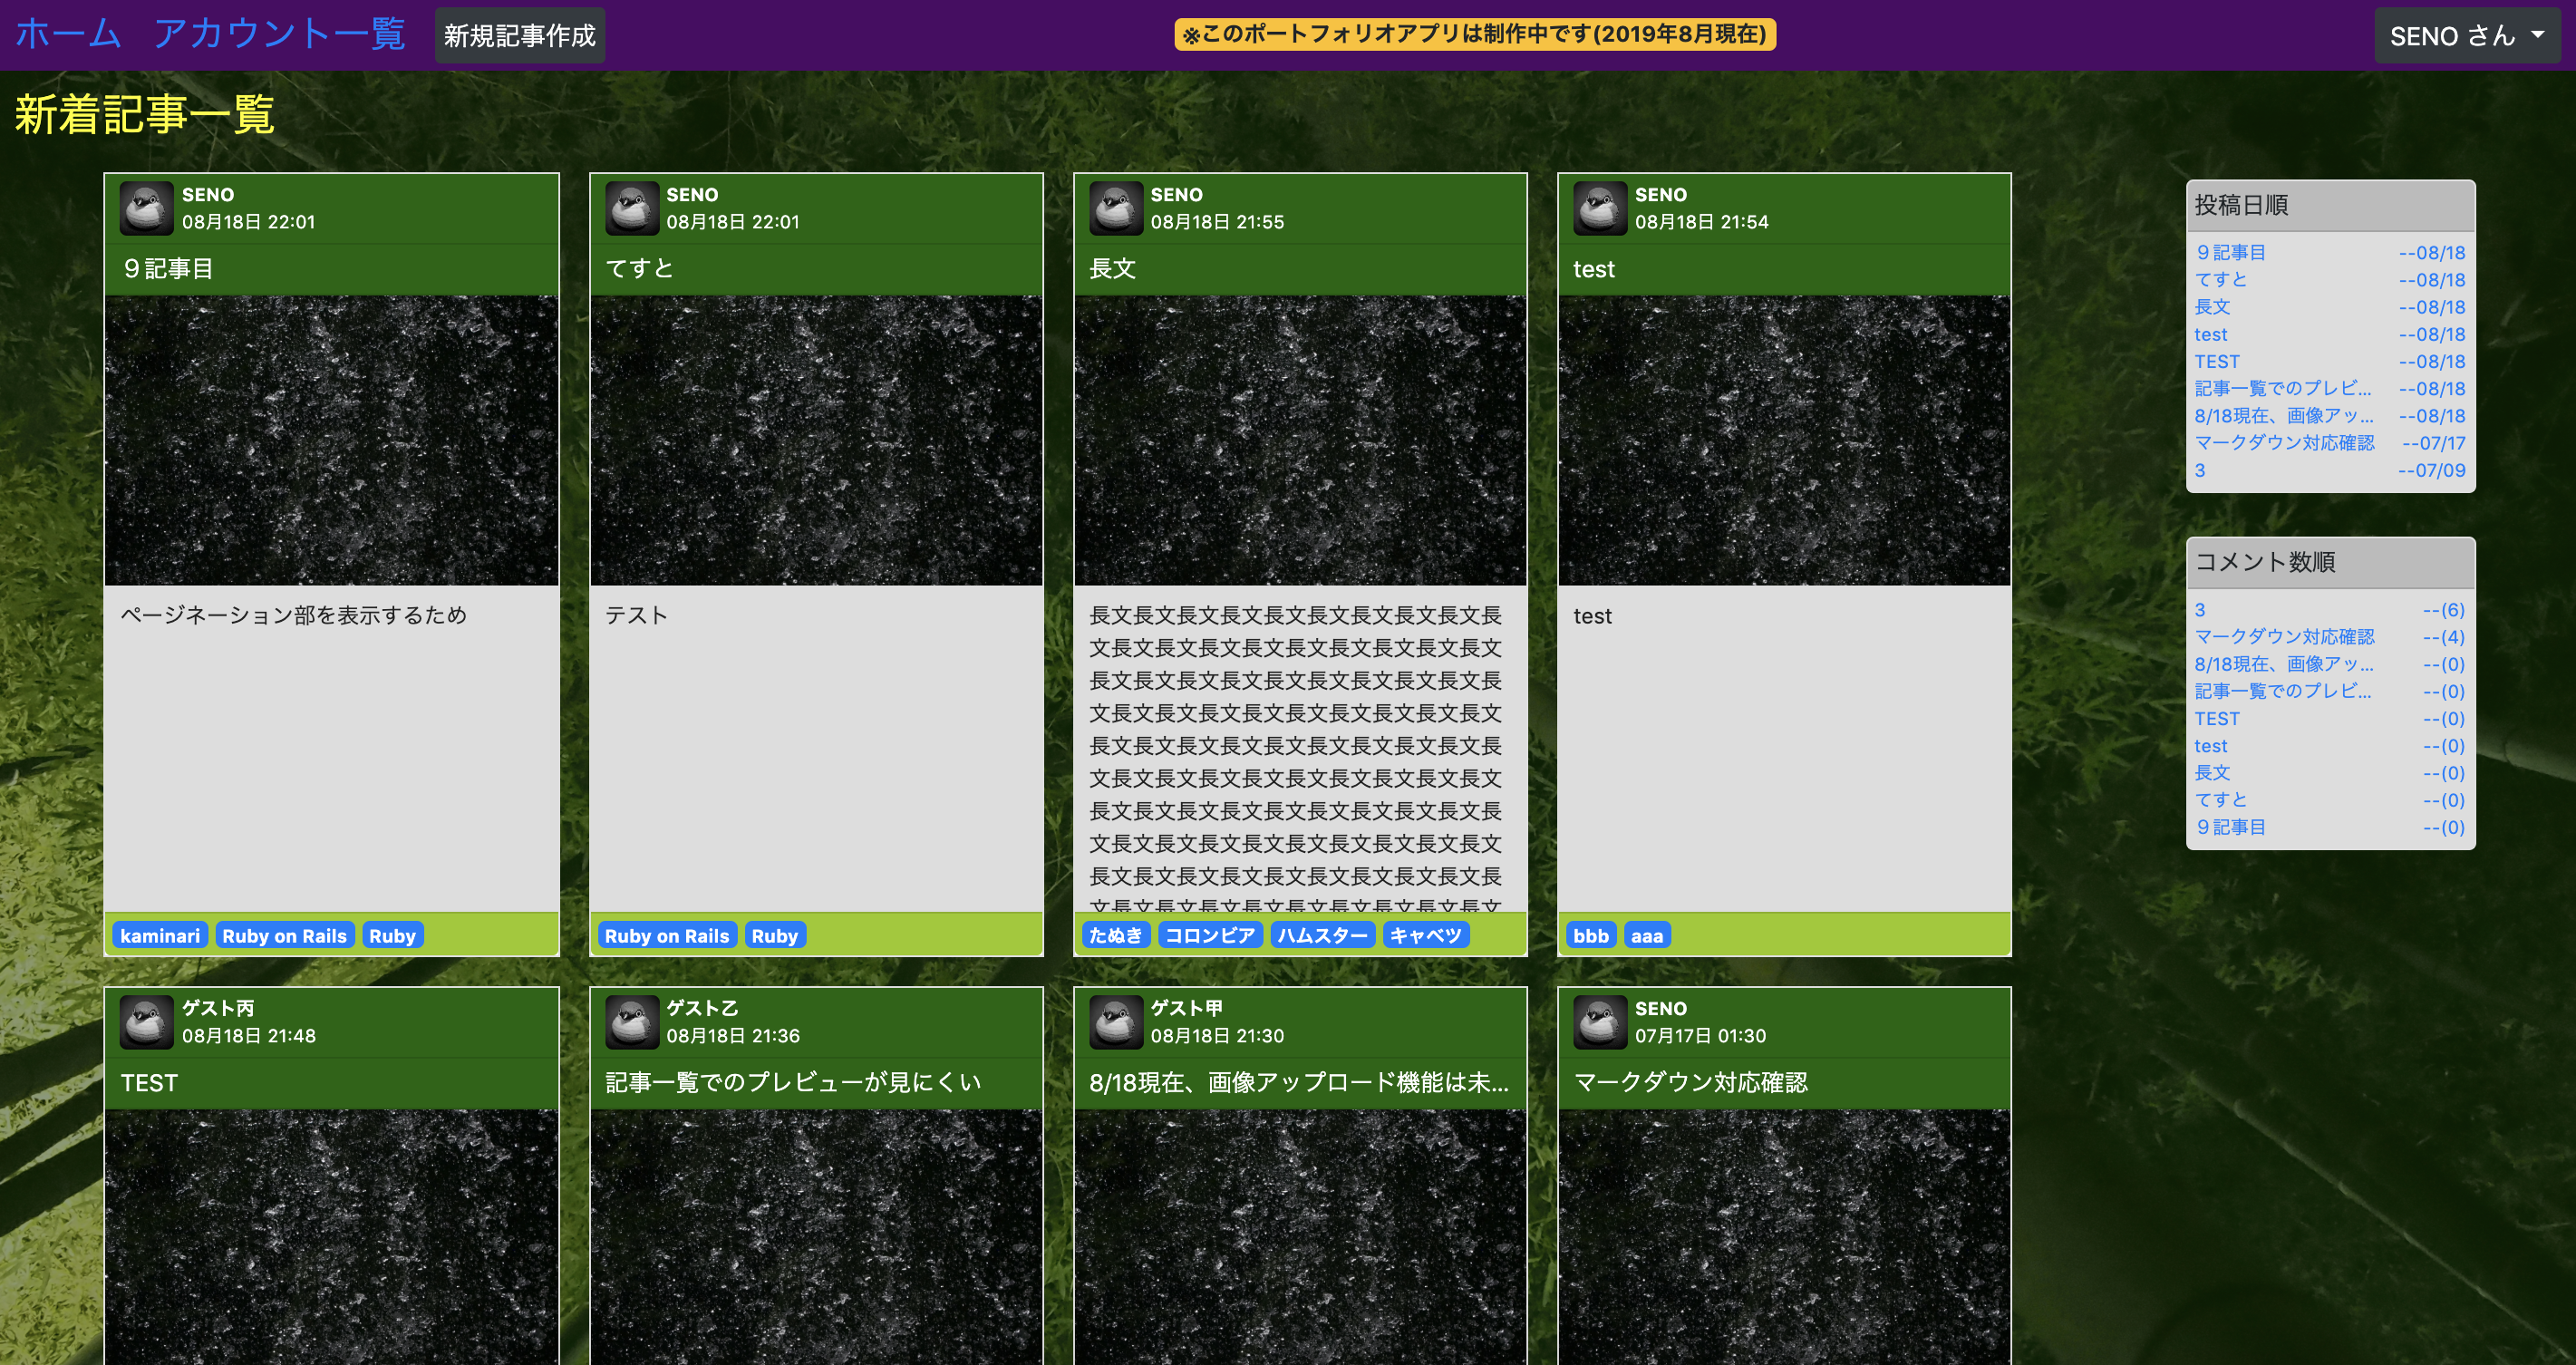 ホーム アカウント一覧 新規記事作成 ※このポートフォリオアプリは制作中です(2019年8月現在) SENO さん
新着記事一覧
SENO
08月18日 22:01
９記事目
ページネーション部を表示するため
kaminari Ruby on Rails Ruby
SENO
08月18日 22:01
てすと
テスト
Ruby on Rails Ruby
SENO
08月18日 21:55
長文
長文長文長文長文長文長文長文長文長文長
文長文長文長文長文長文長文長文長文長文
長文長文長文長文長文長文長文長文長文長
文長文長文長文長文長文長文長文長文長文
長文長文長文長文長文長文長文長文長文長
文長文長文長文長文長文長文長文長文長文
長文長文長文長文長文長文長文長文長文長
文長文長文長文長文長文長文長文長文長文
長文長文長文長文長文長文長文長文長文長
文長文長文長文長文長文長文長文長文長文
たぬき コロンビア ハムスター キャベツ
SENO
08月18日 21:54
test
test
bbb aaa
ゲスト丙
08月18日 21:48
TEST
ゲスト乙
08月18日 21:36
記事一覧でのプレビューが見にくい
ゲスト甲
08月18日 21:30
8/18現在、画像アップロード機能は未...
SENO
07月17日 01:30
マークダウン対応確認
投稿日順
９記事目 --08/18
てすと --08/18
長文 --08/18
test --08/18
TEST --08/18
記事一覧でのプレビ... --08/18
8/18現在、画像アッ... --08/18
マークダウン対応確認 --07/17
3 --07/09
コメント数順
3 --(6)
マークダウン対応確認 --(4)
8/18現在、画像アッ... --(0)
記事一覧でのプレビ... --(0)
TEST --(0)
test --(0)
長文 --(0)
てすと --(0)
９記事目 --(0)